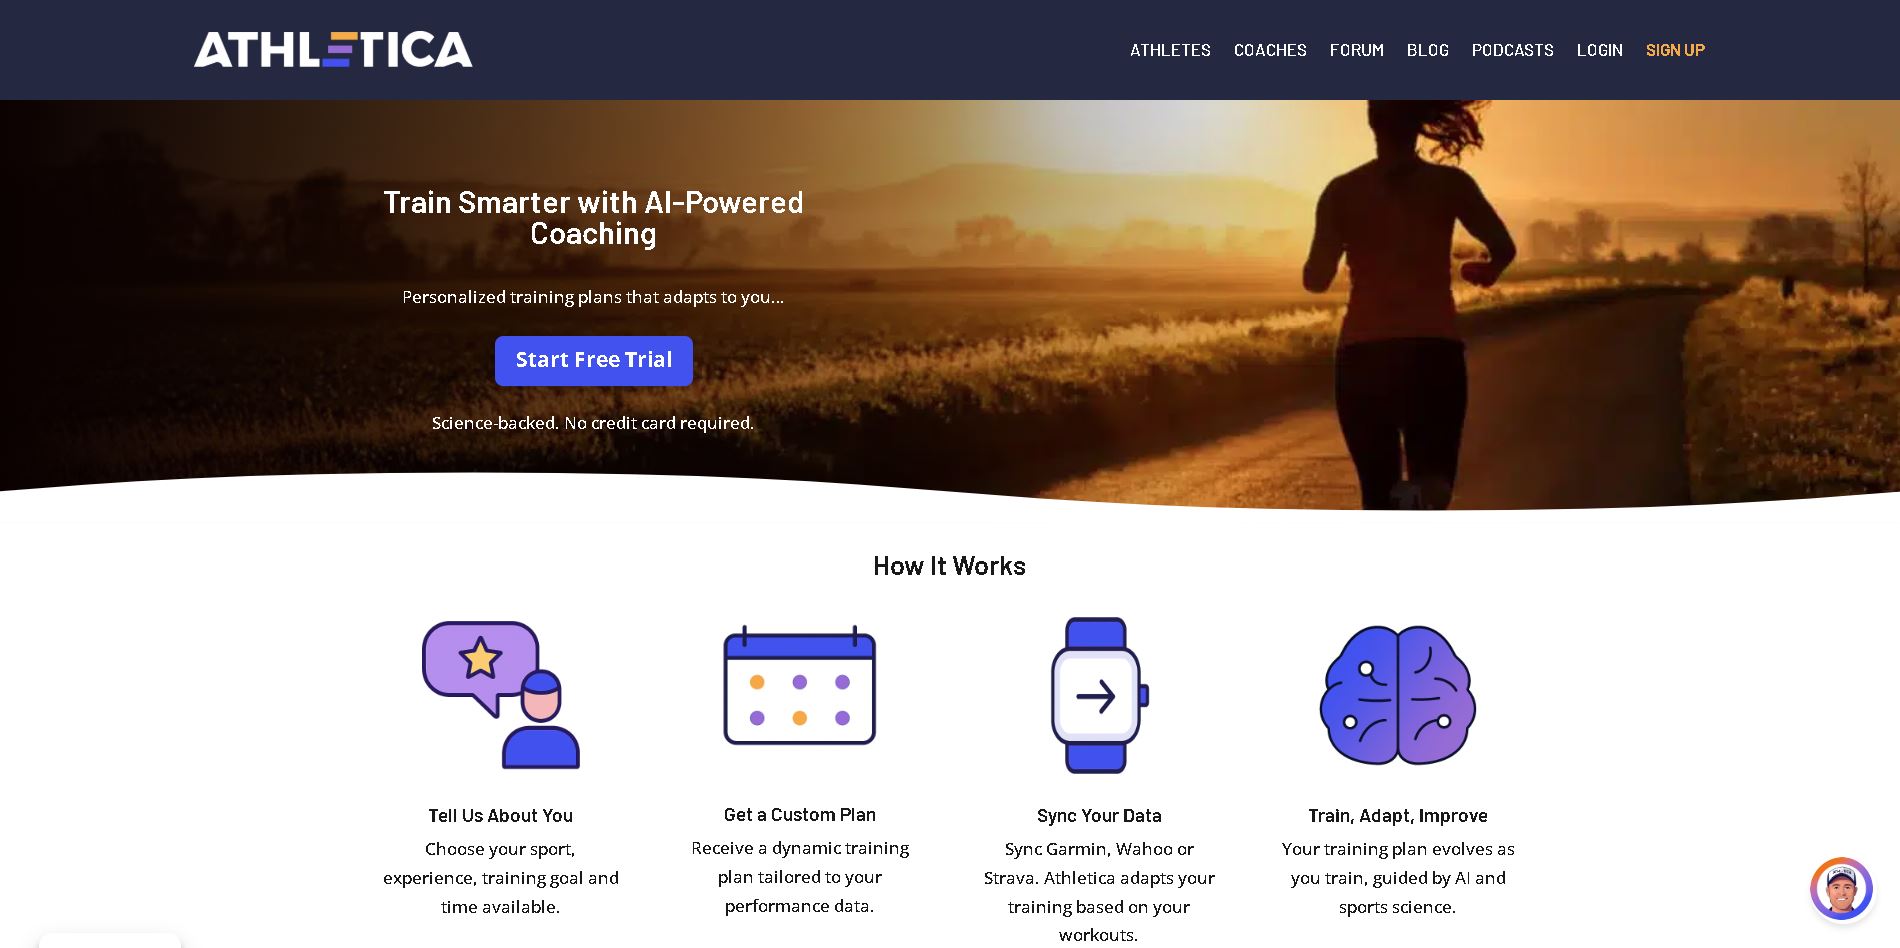 ATHLETICA
ATHLETES COACHES FORUM BLOG PODCASTS LOGIN SIGN UP
Train Smarter with AI-Powered
Coaching
Personalized training plans that adapts to you...
Start Free Trial
Science-backed. No credit card required.
How It Works
Tell Us About You
Choose your sport,
experience, training goal and
time available.
Get a Custom Plan
Receive a dynamic training
plan tailored to your
performance data.
Sync Your Data
Sync Garmin, Wahoo or
Strava. Athletica adapts your
training based on your
workouts.
Train, Adapt, Improve
Your training plan evolves as
you train, guided by AI and
sports science.